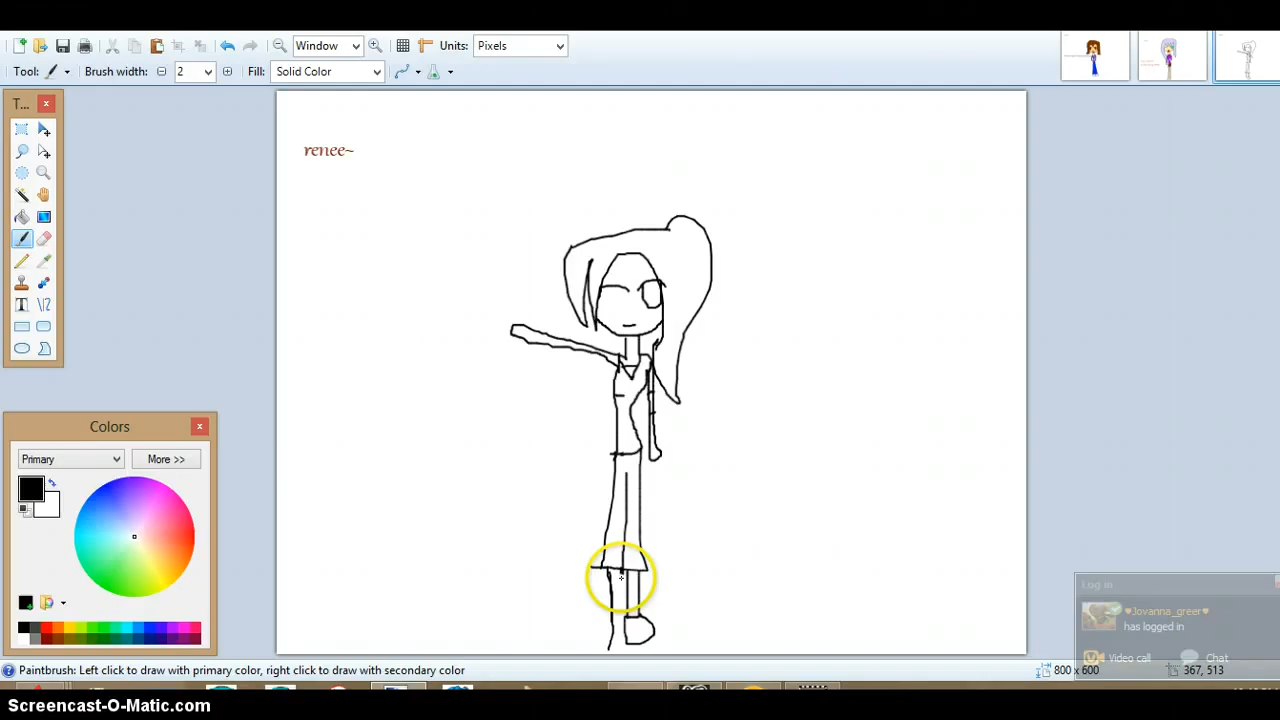 Window
Units:
Pixels
Tool:
Brush width:
2
Fill:
Solid Color
T...
renee~
Colors
Primary
More >>
Log in
♥Jovanna_greer♥
has logged in
Video call
Chat
Paintbrush: Left click to draw with primary color, right click to draw with secondary color
800 x 600
367, 513
Screencast-O-Matic.com